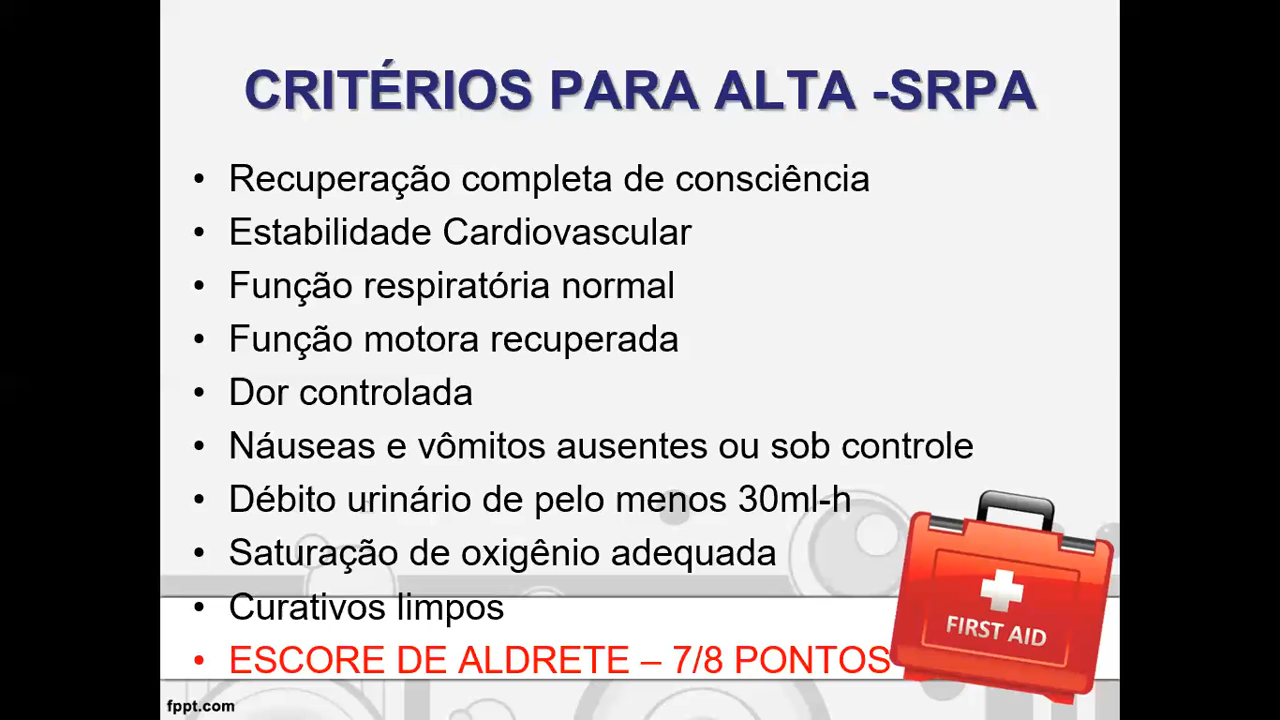 CRITÉRIOS PARA ALTA -SRPA
• Recuperação completa de consciência
• Estabilidade Cardiovascular
• Função respiratória normal
• Função motora recuperada
• Dor controlada
• Náuseas e vômitos ausentes ou sob controle
• Débito urinário de pelo menos 30ml-h
• Saturação de oxigênio adequada
• Curativos limpos
• ESCORE DE ALDRETE – 7/8 PONTOS
FIRST AID
fppt.com